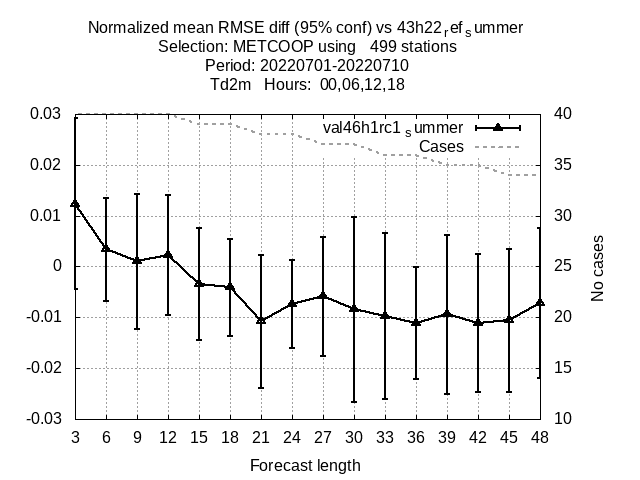 Normalized mean RMSE diff (95% conf) vs 43h22refsummer
Selection: METCOOP using 499 stations
Period: 20220701-20220710
Td2m Hours: 00,06,12,18
0.03 40
val46h1rc1summer
Cases
0.02 35
0.01 30
0 25
No cases
-0.01 20
-0.02 15
-0.03 10
3 6 9 12 15 18 21 24 27 30 33 36 39 42 45 48
Forecast length